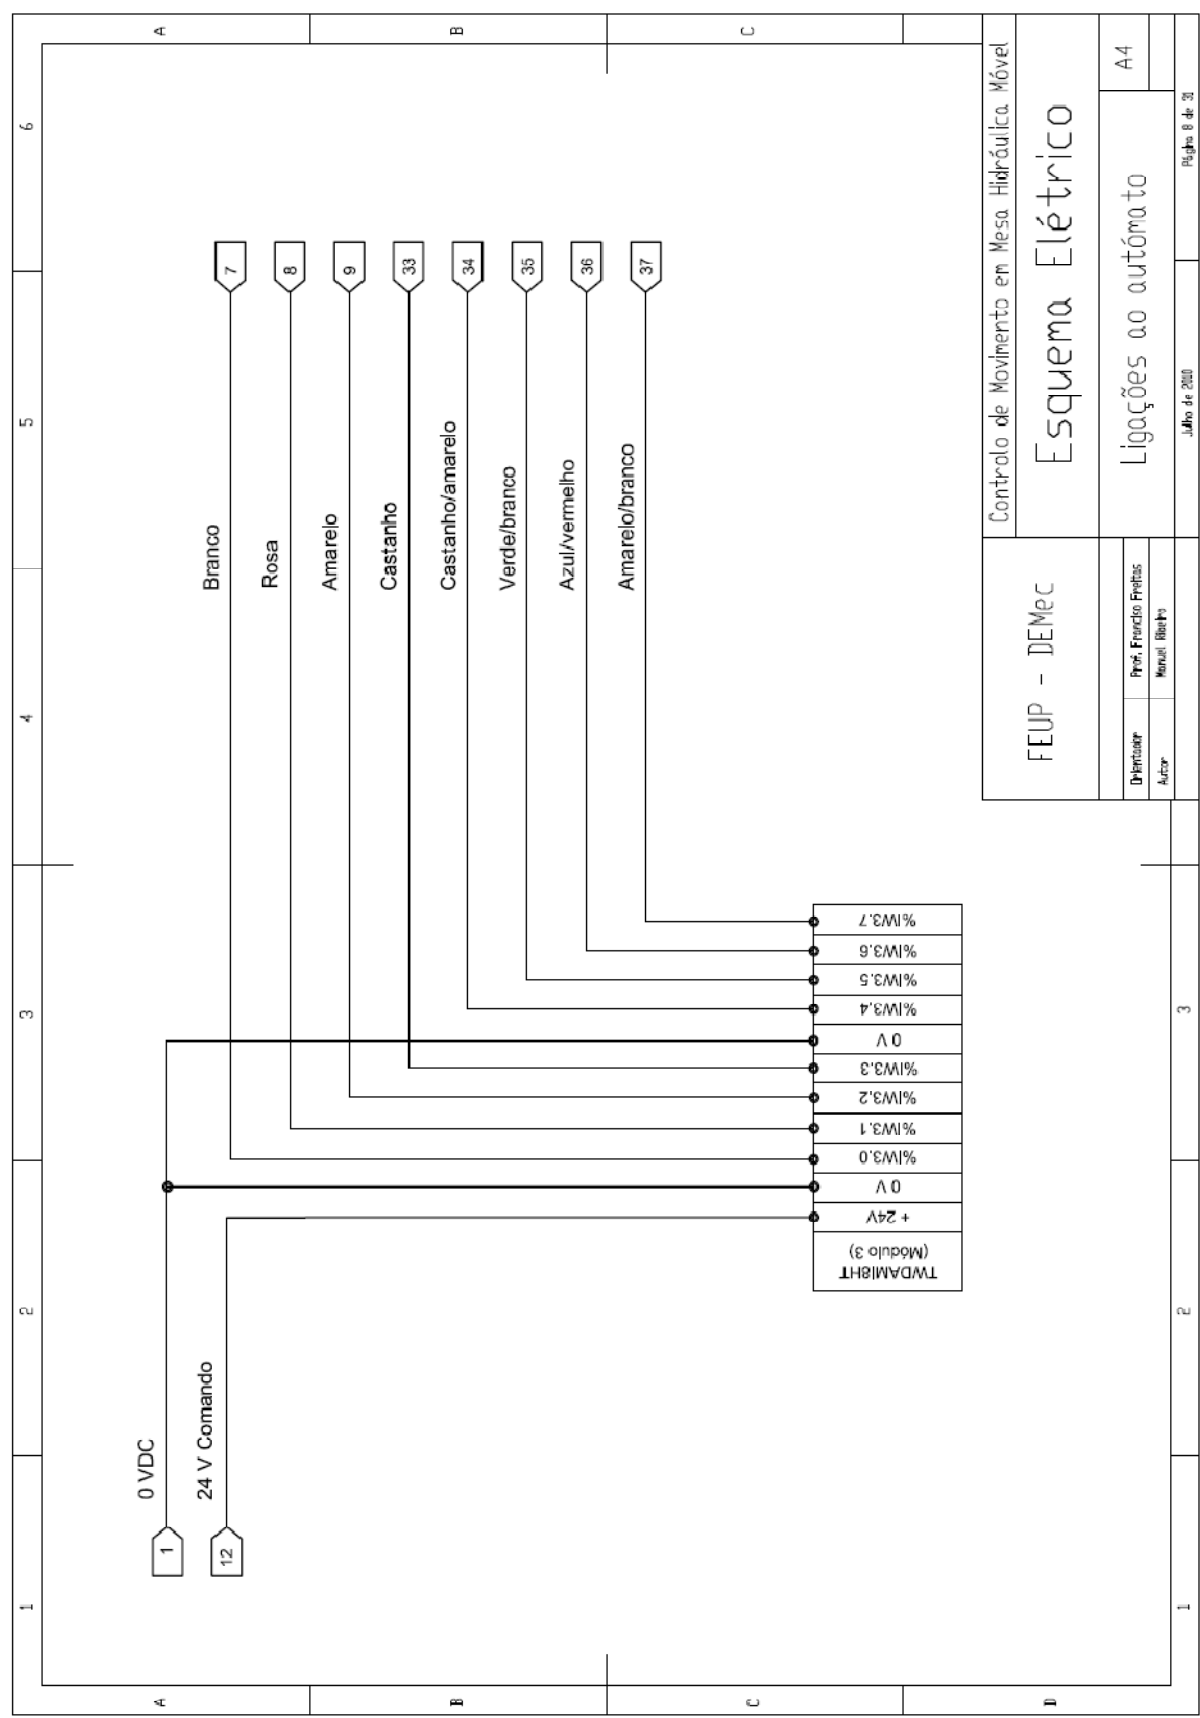 1
2
3
4
5
6
A
B
C
0 VDC
1
24 V Comando
12
Branco
7
Rosa
8
Amarelo
9
Castanho
33
Castanho/amarelo
34
Verde/branco
35
Azul/vermelho
36
Amarelo/branco
37
TWDAMI8HT
(Módulo 3)
+ 24V
0 V
%IW3.0
%IW3.1
%IW3.2
%IW3.3
0 V
%IW3.4
%IW3.5
%IW3.6
%IW3.7
FEUP - DEMec
Controlo de Movimento em Mesa Hidráulica Móvel
Esquema Elétrico
Orientador
Prof. Franciso Freitas
Autor
Manuel Ribeiro
Ligações ao autómato
A4
Julho de 2010
Página 8 de 31
A
B
C
D
1
2
3